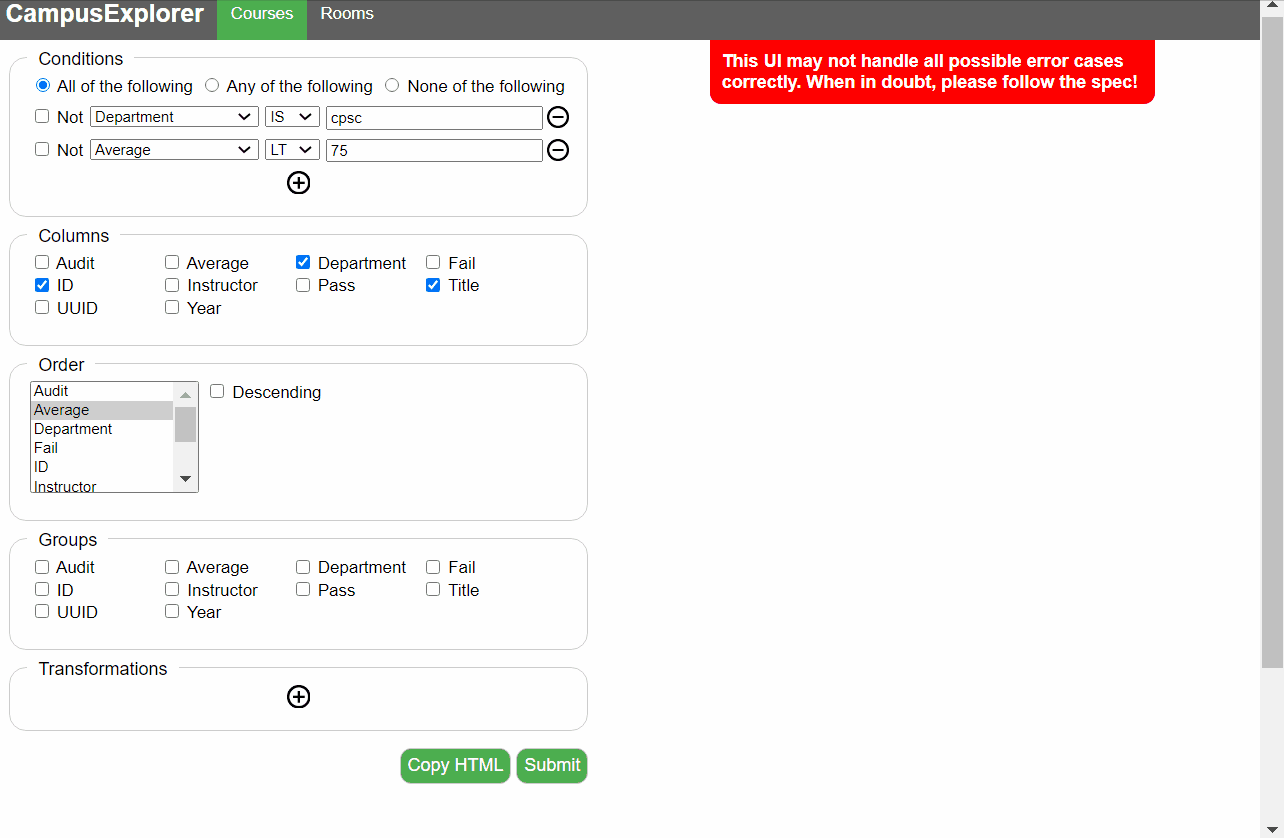 CampusExplorer Courses Rooms
This UI may not handle all possible error cases
correctly. When in doubt, please follow the spec!
Conditions
All of the following Any of the following None of the following
Not Department IS cpsc
Not Average LT 75
Columns
Audit Average Department Fail
ID Instructor Pass Title
UUID Year
Order
Audit
Average
Department
Fail
ID
Instructor
Descending
Groups
Audit Average Department Fail
ID Instructor Pass Title
UUID Year
Transformations
Copy HTML Submit